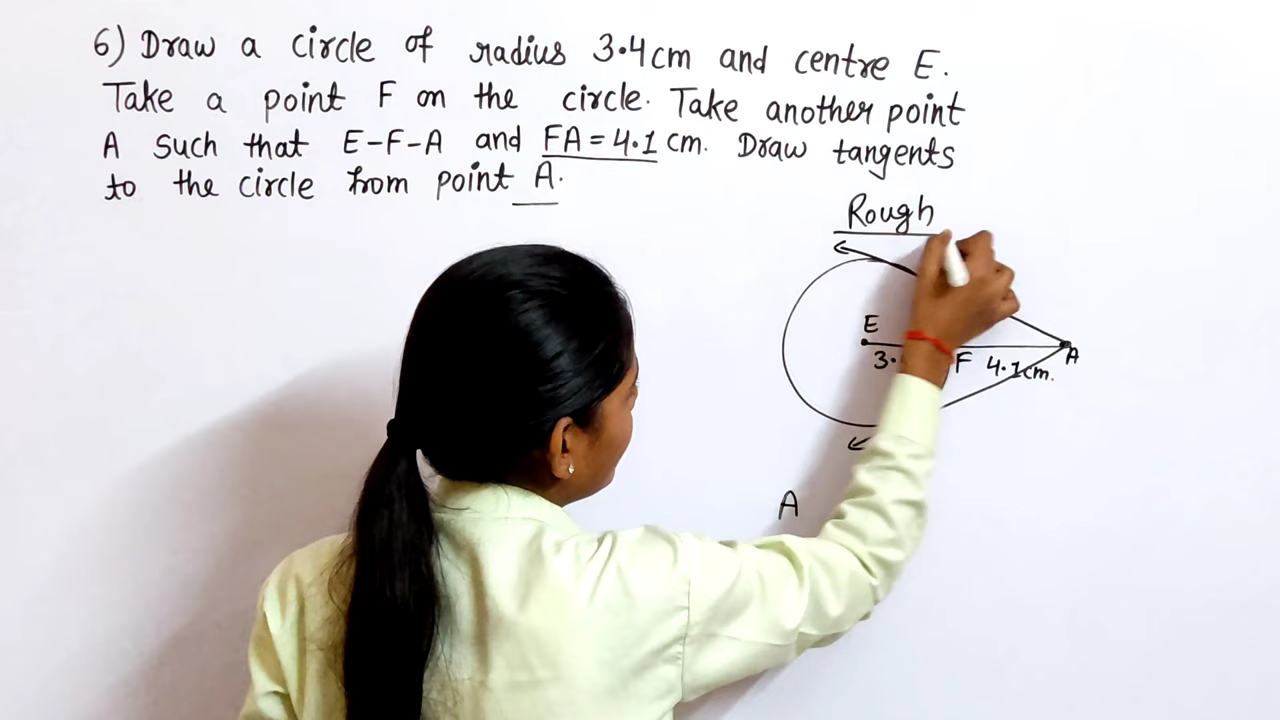 6) Draw a circle of radius 3.4cm and centre E.
Take a point F on the circle. Take another point
A such that E-F-A and FA = 4.1 cm. Draw tangents
to the circle from point A.
Rough
E
3.
F
4.1cm.
A
A